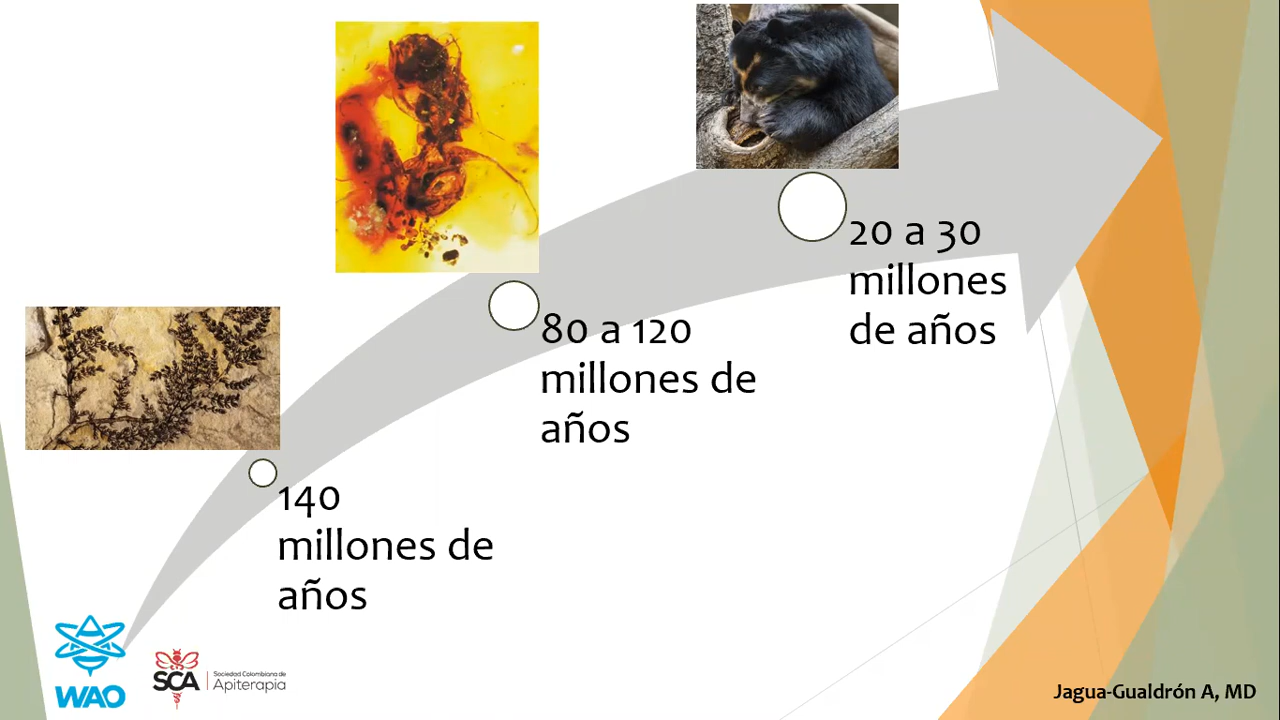 20 a 30
millones
de años
80 a 120
millones de
años
140
millones de
años
WAO
SCA
Sociedad Colombiana de
Apiterapia
Jagua-Gualdrón A, MD